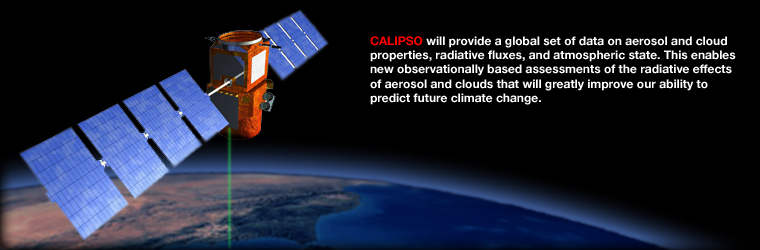 CALIPSO will provide a global set of data on aerosol and cloud
properties, radiative fluxes, and atmospheric state. This enables
new observationally based assessments of the radiative effects
of aerosol and clouds that will greatly improve our ability to
predict future climate change.